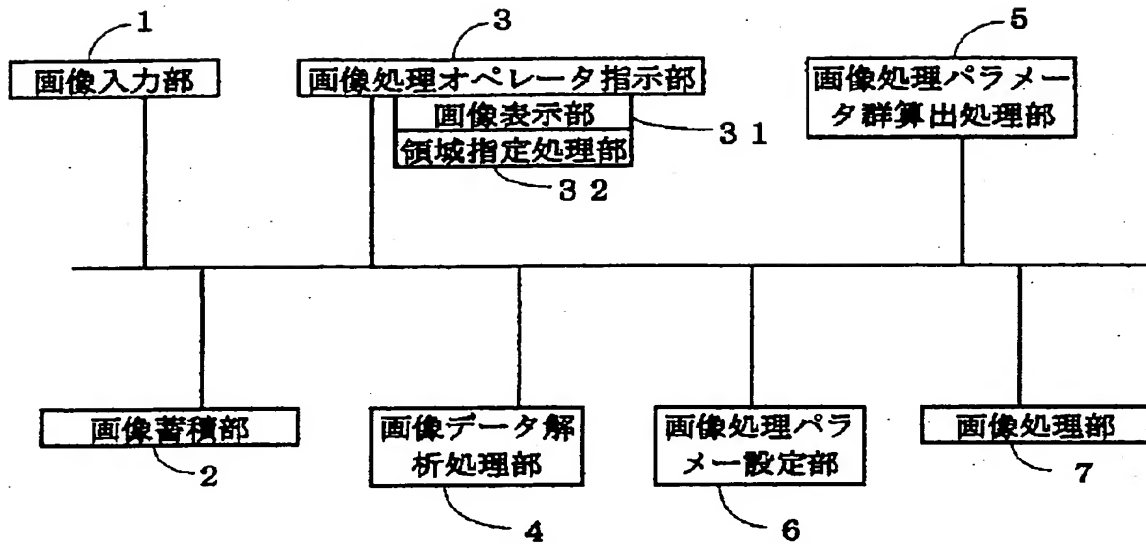 1
画像入力部
3
画像処理オペレータ指示部
画像表示部
31
領域指定処理部
32
5
画像処理パラメー
タ群算出処理部
画像蓄積部
2
画像データ解
析処理部
4
画像処理パラ
メー設定部
6
画像処理部
7